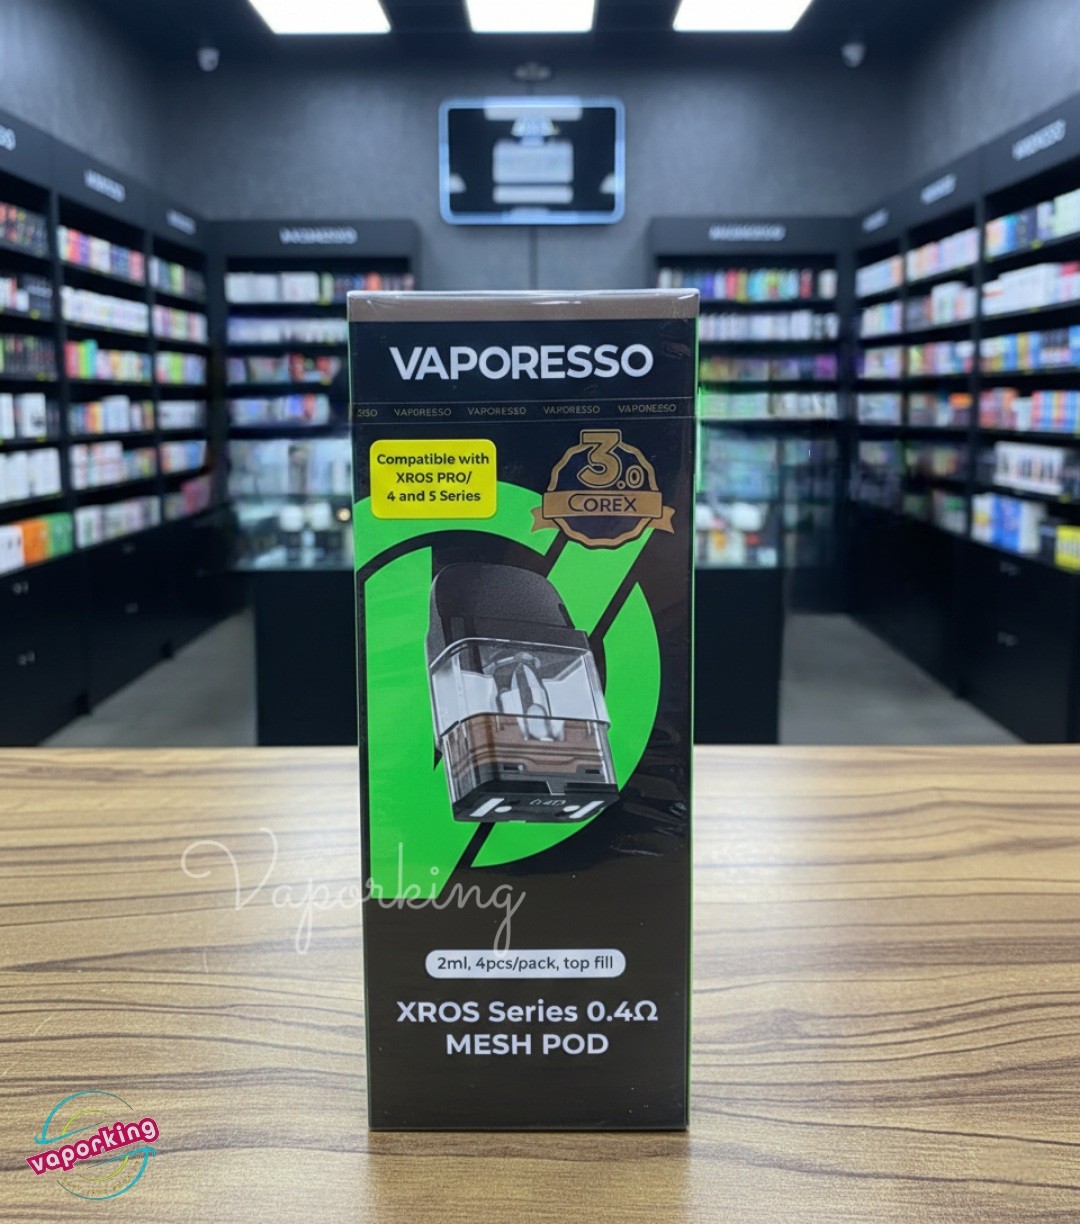 VAPORESSO
VAPORESSO VAPORESSO VAPORESSO VAPONEESO
Compatible with
XROS PRO/
4 and 5 Series
3.0
COREX
0.4Ω
Vaporking
2ml, 4pcs/pack, top fill
XROS Series 0.4Ω
MESH POD
vaporking